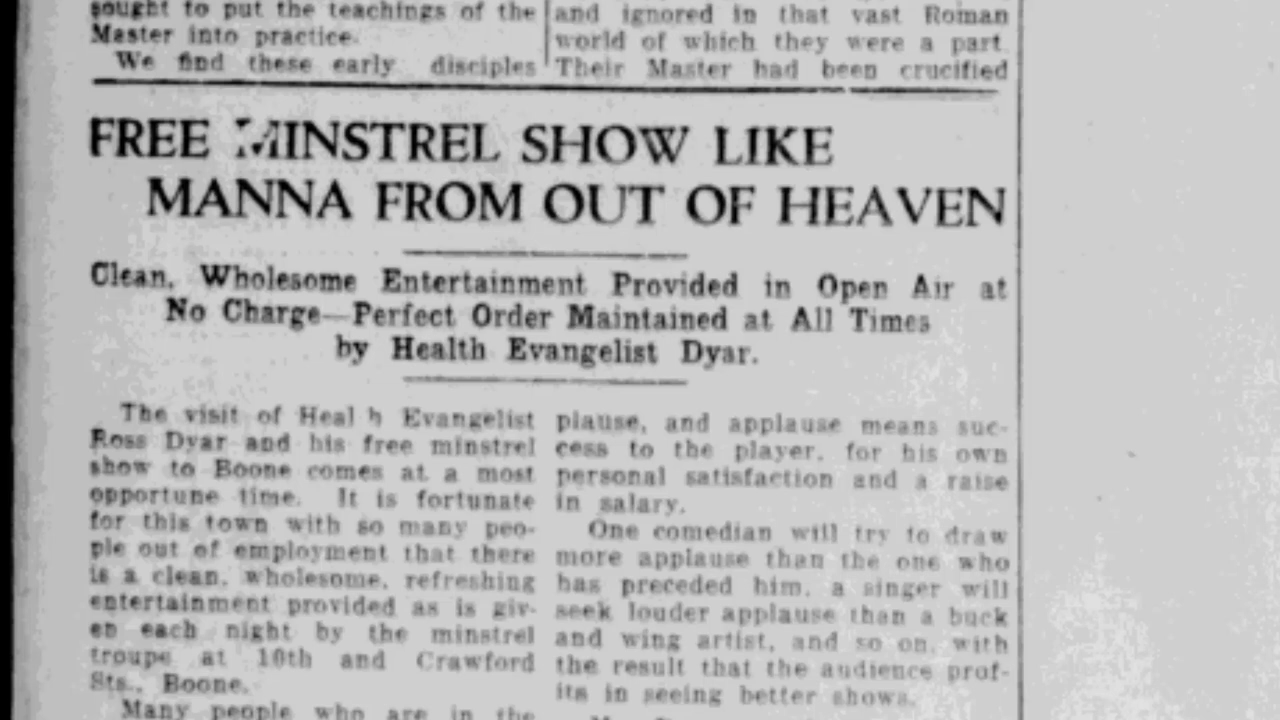 sought to put the teachings of the
Master into practice.
We find these early disciples
and ignored in that vast Roman
world of which they were a part.
Their Master had been crucified
FREE MINSTREL SHOW LIKE
MANNA FROM OUT OF HEAVEN
Clean, Wholesome Entertainment Provided in Open Air at
No Charge—Perfect Order Maintained at All Times
by Health Evangelist Dyar.
The visit of Heal h Evangelist
Ross Dyar and his free minstrel
show to Boone comes at a most
opportune time. It is fortunate
for this town with so many peo-
ple out of employment that there
is a clean, wholesome, refreshing
entertainment provided as is giv-
en each night by the minstrel
troupe at 10th and Crawford
Sts., Boone.
Many people who are in the
plause, and applause means suc-
cess to the player, for his own
personal satisfaction and a raise
in salary.
One comedian will try to draw
more applause than the one who
has preceded him, a singer will
seek louder applause than a buck
and wing artist, and so on, with
the result that the audience prof-
its in seeing better shows.